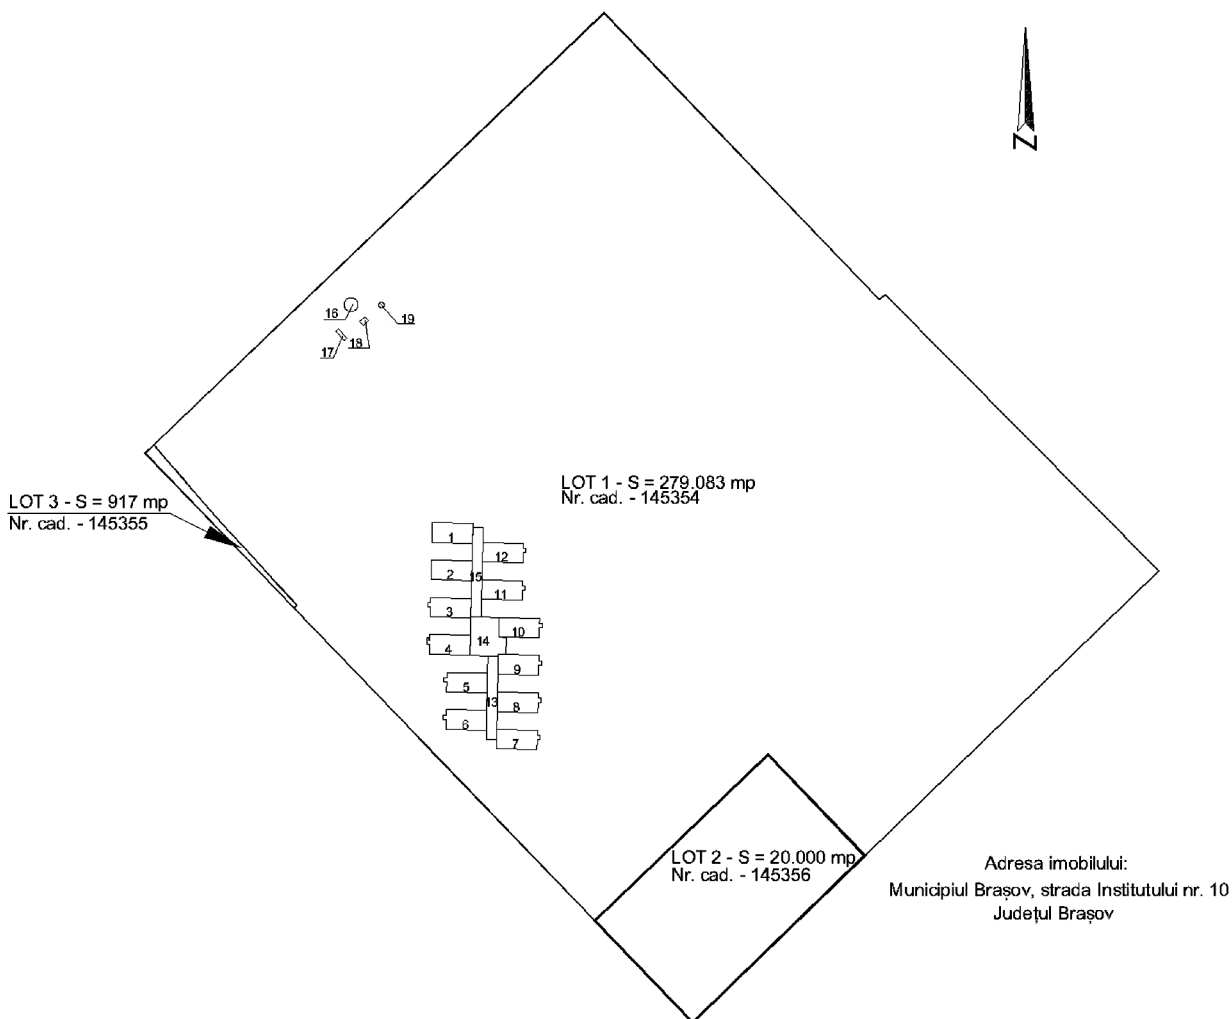 Z
16
19
17
18
LOT 1 - S = 279.083 mp
Nr. cad. - 145354
LOT 3 - S = 917 mp
Nr. cad. - 145355
1
12
2
15
11
3
10
14
4
9
5
13
8
6
7
LOT 2 - S = 20.000 mp
Nr. cad. - 145356
Adresa imobilului:
Municipiul Brașov, strada Institutului nr. 10
Județul Brașov